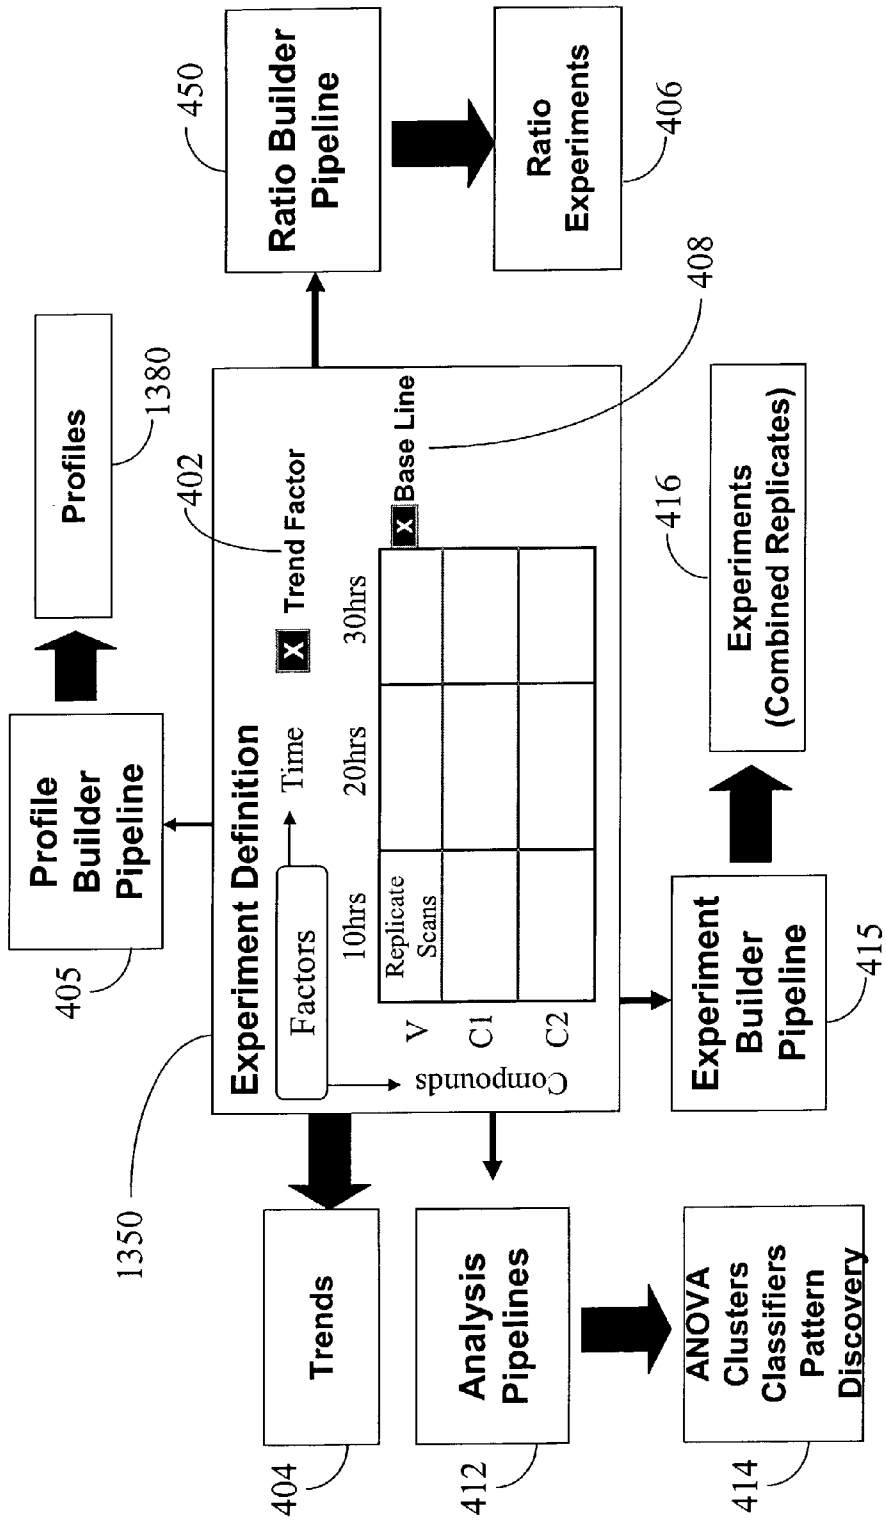 1350
405
Profile
Builder
Pipeline
Profiles
1380
450
Ratio Builder
Pipeline
Ratio
Experiments
406
404
Trends
412
Analysis
Pipelines
414
ANOVA
Clusters
Classifiers
Pattern
Discovery
Experiment Definition
Factors
Time
X Trend Factor
402
10hrs 20hrs 30hrs
Compounds
V
Replicate
Scans
X Base Line
C1
C2
408
Experiment
Builder
Pipeline
415
416
Experiments
(Combined Replicates)